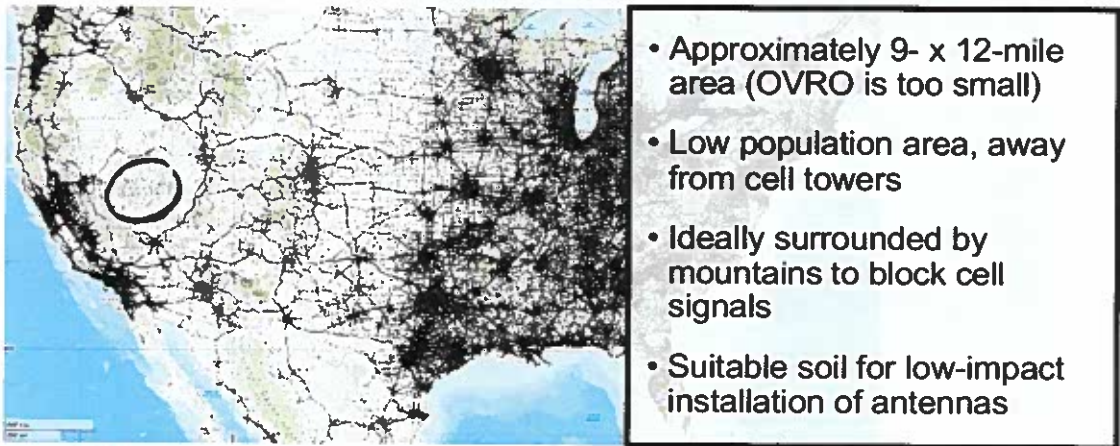 • Approximately 9- x 12-mile
area (OVRO is too small)
• Low population area, away
from cell towers
• Ideally surrounded by
mountains to block cell
signals
• Suitable soil for low-impact
installation of antennas